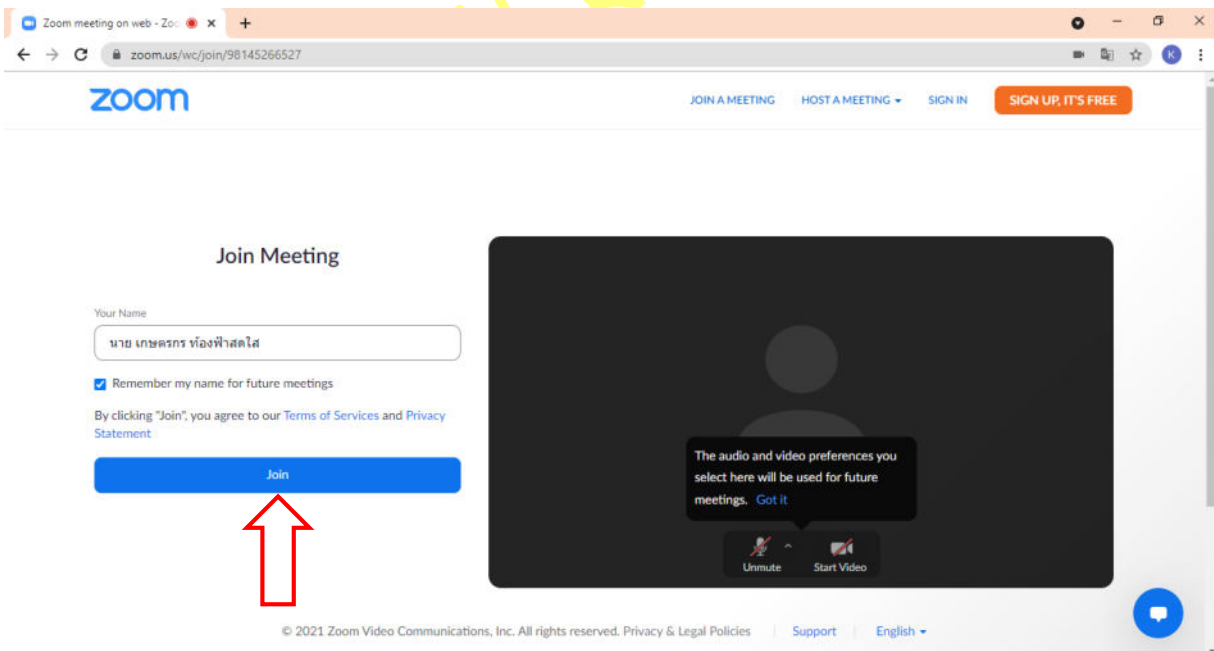 Zoom meeting on web - Zoo
zoom.us/wc/join/98145266527
K
zoom
JOIN A MEETING
HOST A MEETING
SIGN IN
SIGN UP, IT'S FREE
Join Meeting
Your Name
นาย เกษตรกร ท้องฟ้าสดใส
Remember my name for future meetings
By clicking "Join", you agree to our Terms of Services and Privacy
Statement
Join
The audio and video preferences you
select here will be used for future
meetings. Got it
Unmute
Start Video
© 2021 Zoom Video Communications, Inc. All rights reserved. Privacy & Legal Policies
Support
English